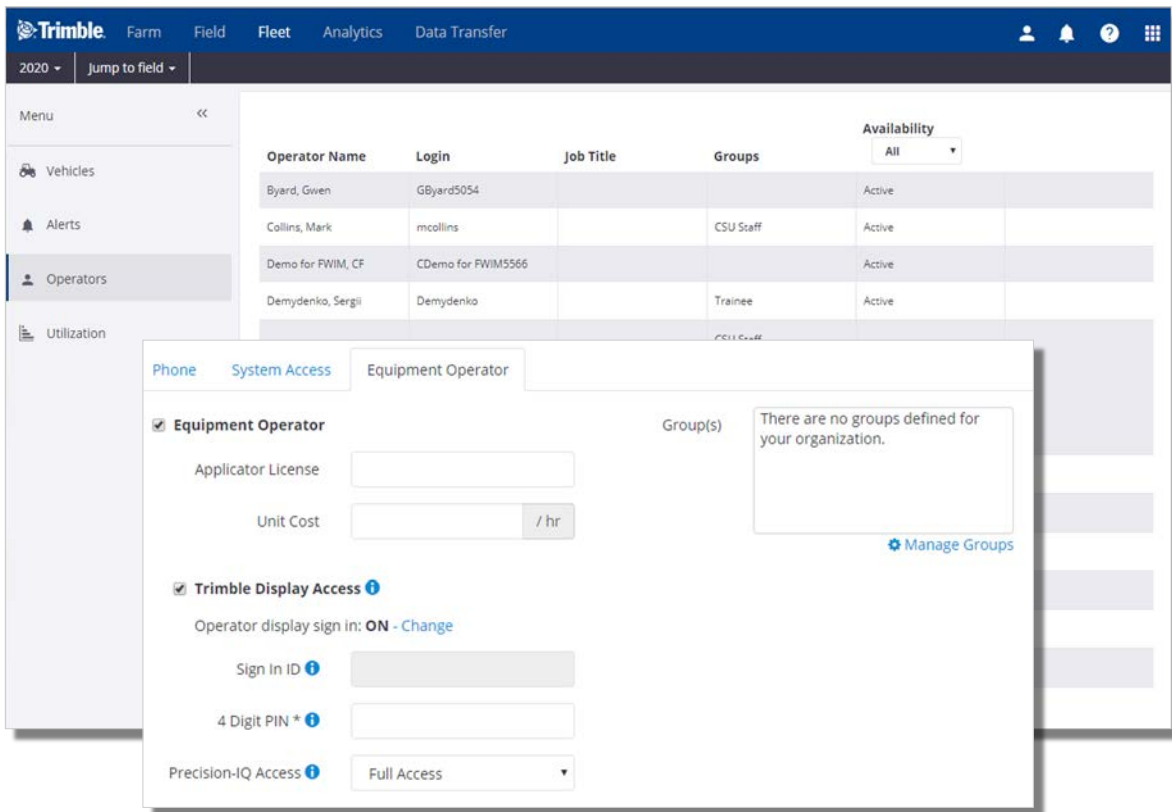 Trimble. Farm Field Fleet Analytics Data Transfer
2020 Jump to field
Menu
Vehicles
Alerts
Operators
Utilization
Availability
All
Operator Name Login Job Title Groups
Byard, Gwen GByard5054 Active
Collins, Mark mcollins CSU Staff Active
Demo for FWIM, CF CDemo for FWIM5566 Active
Demydenko, Sergii Demydenko Trainee Active
CSU Staff
Phone System Access Equipment Operator
Equipment Operator
Group(s)
There are no groups defined for
your organization.
Applicator License
Unit Cost / hr
Manage Groups
Trimble Display Access
Operator display sign in: ON - Change
Sign In ID
4 Digit PIN *
Precision-IQ Access Full Access